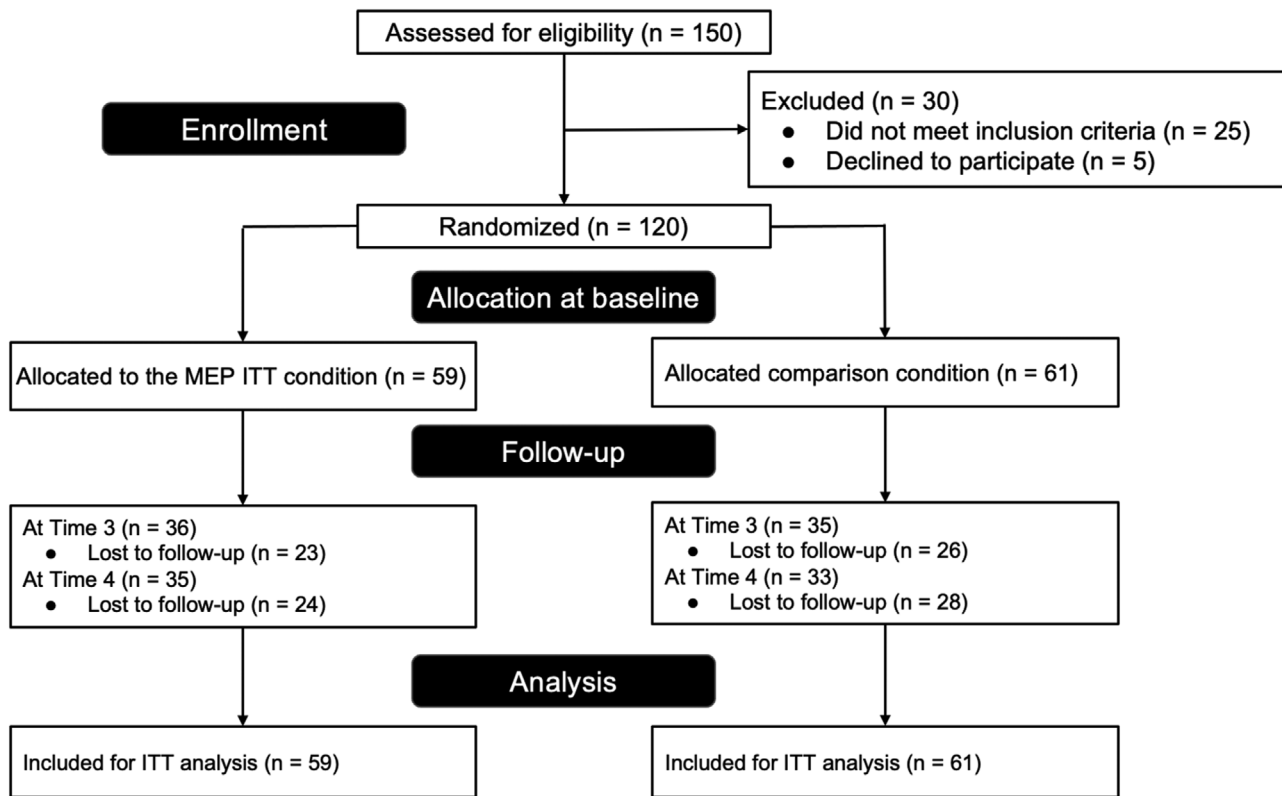 Assessed for eligibility (n = 150)
Excluded (n = 30)
● Did not meet inclusion criteria (n = 25)
● Declined to participate (n = 5)
Enrollment
Randomized (n = 120)
Allocation at baseline
Allocated to the MEP ITT condition (n = 59)
Allocated comparison condition (n = 61)
Follow-up
At Time 3 (n = 36)
● Lost to follow-up (n = 23)
At Time 4 (n = 35)
● Lost to follow-up (n = 24)
At Time 3 (n = 35)
● Lost to follow-up (n = 26)
At Time 4 (n = 33)
● Lost to follow-up (n = 28)
Analysis
Included for ITT analysis (n = 59)
Included for ITT analysis (n = 61)